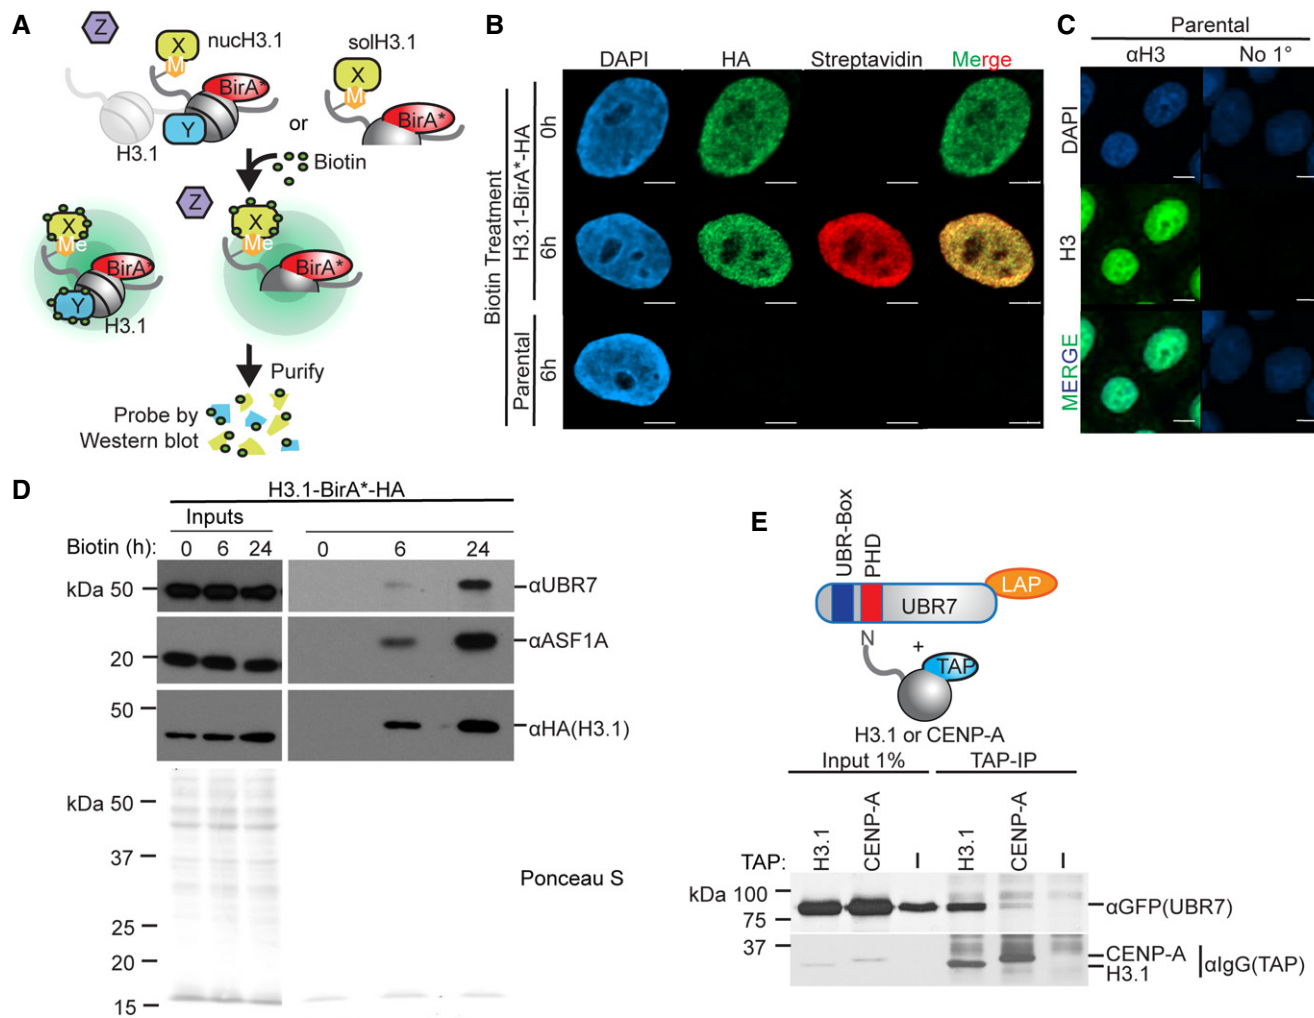 A
Z
X
M
nucH3.1
solH3.1
X
M
BirA*
Y
H3.1
or
BirA*
Biotin
Z
X
Me
BirA*
Y
H3.1
X
Me
BirA*
Purify
Probe by
Western blot
B
DAPI
HA
Streptavidin
Merge
Biotin Treatment
H3.1-BirA*-HA
0h
6h
Parental
6h
C
Parental
αH3
No 1°
DAPI
H3
MERGE
D
H3.1-BirA*-HA
Inputs
Biotin (h): 0 6 24 0 6 24
kDa 50
αUBR7
20
αASF1A
50
αHA(H3.1)
kDa 50
37
25
20
15
Ponceau S
E
UBR-Box
PHD
UBR7
LAP
N
+
TAP
H3.1 or CENP-A
Input 1% TAP-IP
TAP: H3.1 CENP-A – H3.1 CENP-A –
kDa 100
75
αGFP(UBR7)
37
CENP-A
H3.1
αIgG(TAP)